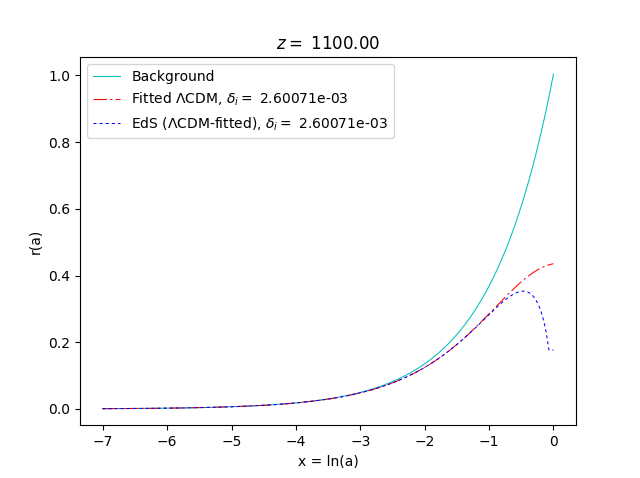 z = 1100.00
Background
Fitted ΛCDM, δi = 2.60071e-03
EdS (ΛCDM-fitted), δi = 2.60071e-03
1.0
0.8
0.6
0.4
0.2
0.0
r(a)
−7 −6 −5 −4 −3 −2 −1 0
x = ln(a)